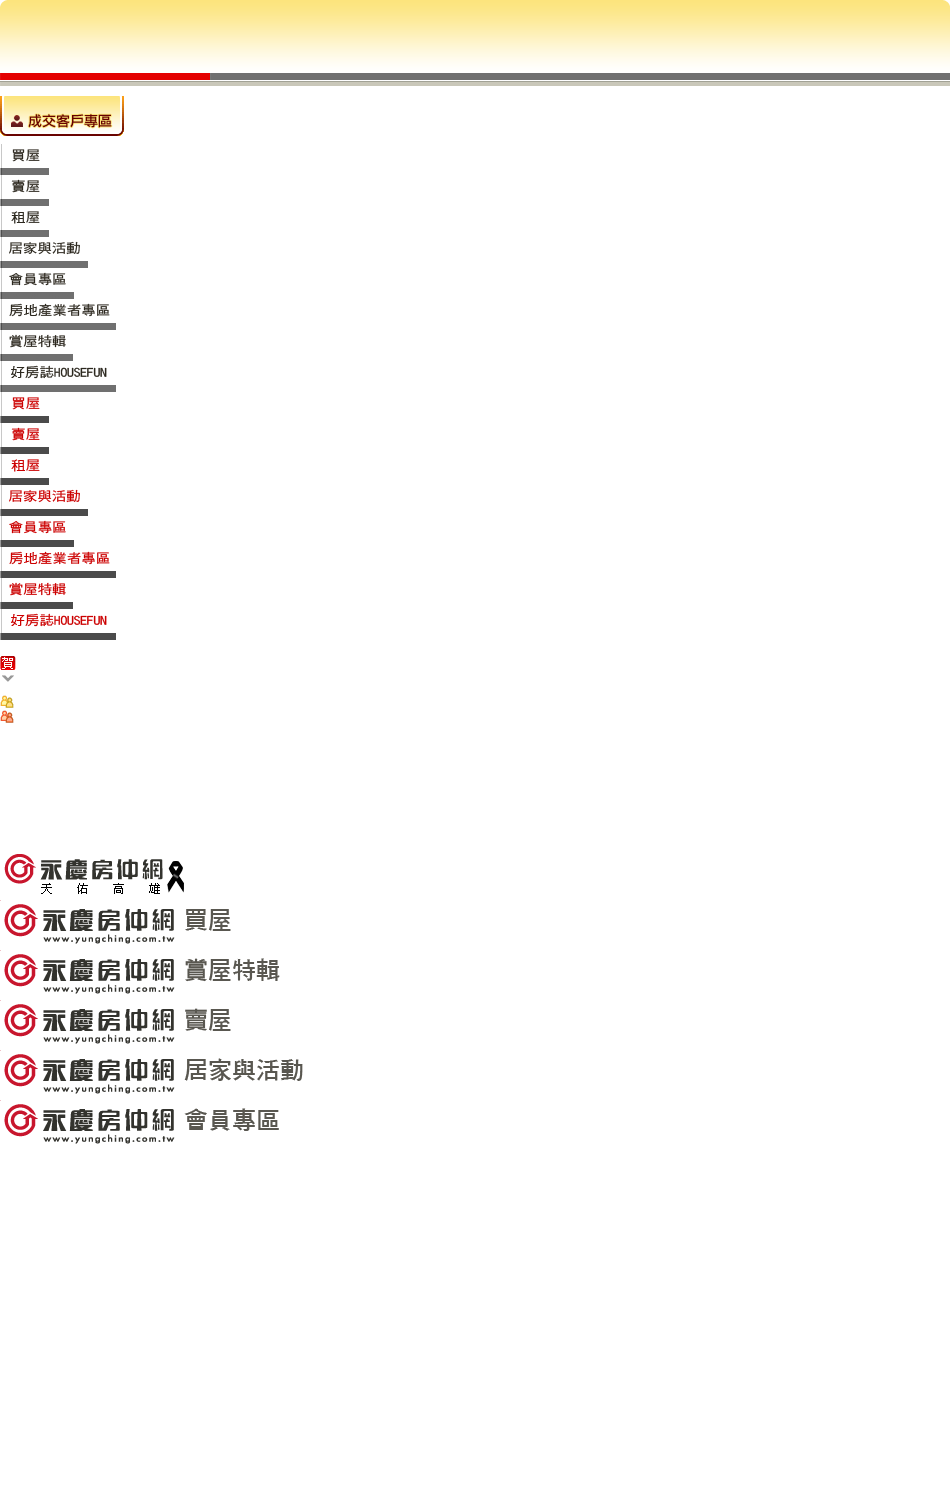 成交客戶專區
買屋
賣屋
租屋
居家與活動
會員專區
房地產業者專區
賞屋特輯
好房誌HOUSEFUN
買屋
賣屋
租屋
居家與活動
會員專區
房地產業者專區
賞屋特輯
好房誌HOUSEFUN
賀
永慶房仲網
天佑高雄
永慶房仲網 買屋
www.yungching.com.tw
永慶房仲網 賞屋特輯
www.yungching.com.tw
永慶房仲網 賣屋
www.yungching.com.tw
永慶房仲網 居家與活動
www.yungching.com.tw
永慶房仲網 會員專區
www.yungching.com.tw